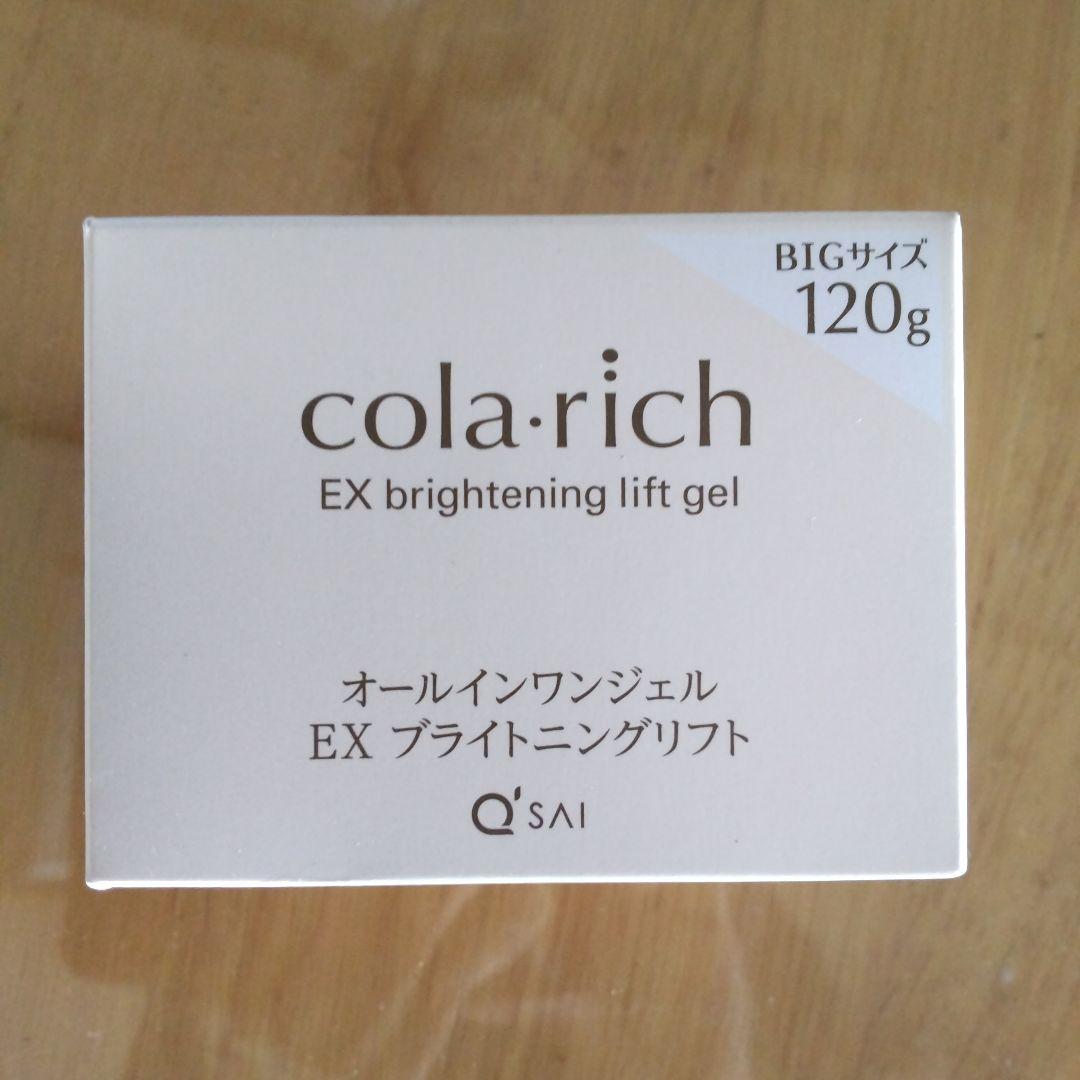 BIGサイズ
120g
cola·rich
EX brightening lift gel
オールインワンジェル
EX ブライトニングリフト
Q'SAI